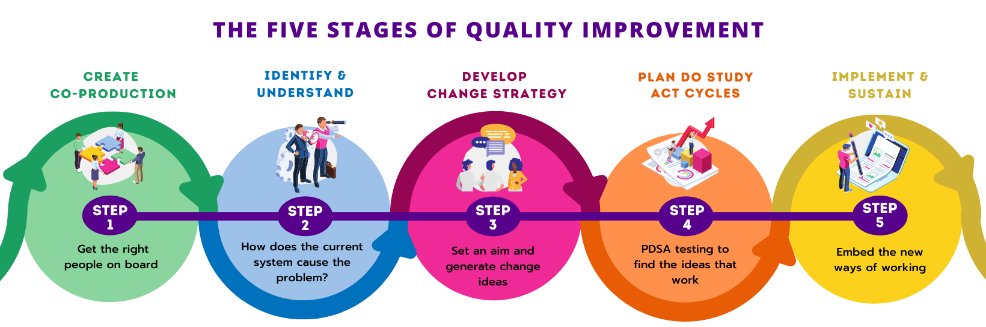 THE FIVE STAGES OF QUALITY IMPROVEMENT
CREATE
CO-PRODUCTION
IDENTIFY &
UNDERSTAND
DEVELOP
CHANGE STRATEGY
PLAN DO STUDY
ACT CYCLES
IMPLEMENT &
SUSTAIN
STEP
1
Get the right
people on board
STEP
2
How does the current
system cause the
problem?
STEP
3
Set an aim and
generate change
ideas
STEP
4
PDSA testing to
find the ideas that
work
STEP
5
Embed the new
ways of working